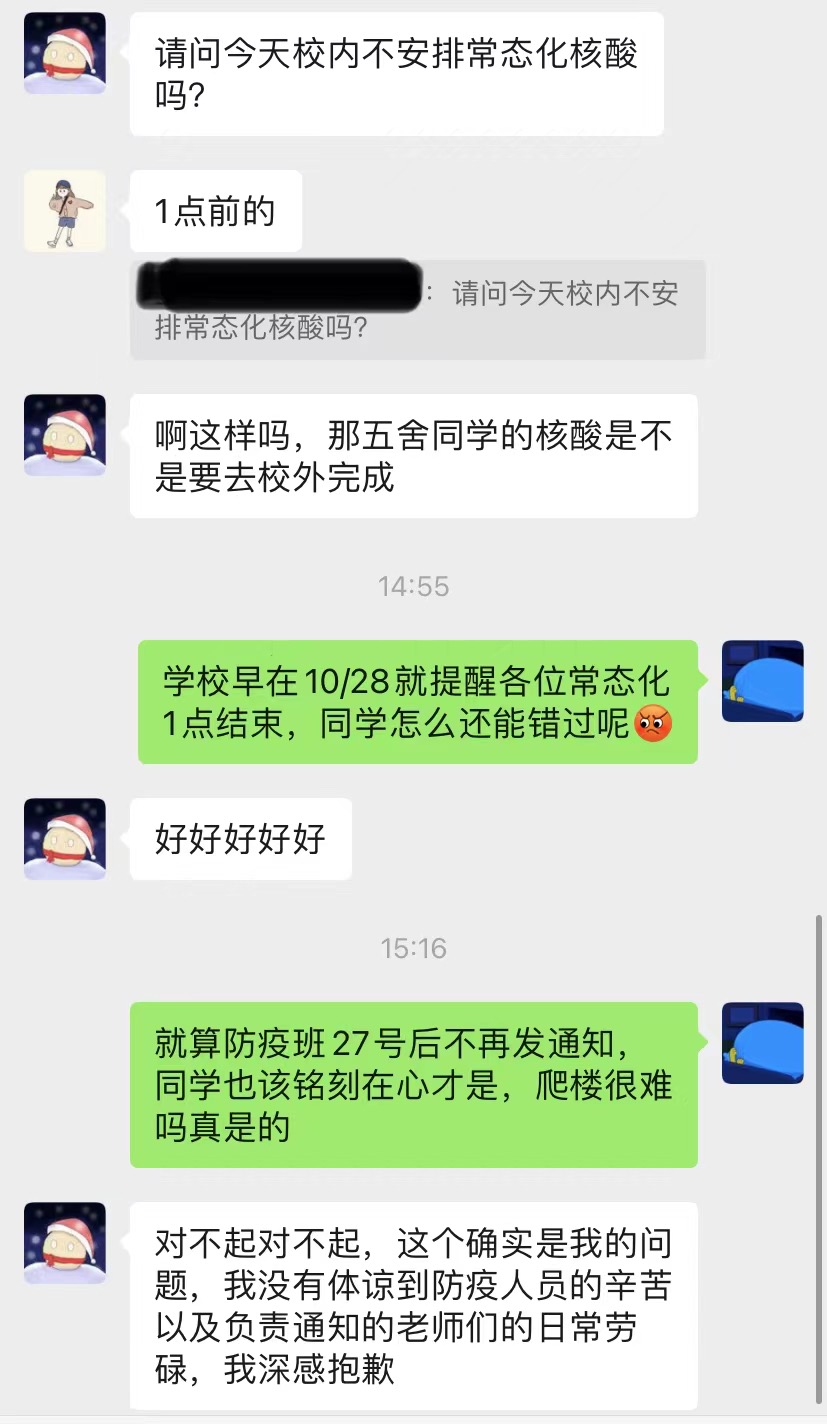 请问今天校内不安排常态化核酸
吗?
1点前的
：请问今天校内不安
排常态化核酸吗?
啊这样吗，那五舍同学的核酸是不
是要去校外完成
14:55
学校早在10/28就提醒各位常态化
1点结束，同学怎么还能错过呢😡
好好好好好
15:16
就算防疫班27号后不再发通知，
同学也该铭刻在心才是，爬楼很难
吗真是的
对不起对不起，这个确实是我的问
题，我没有体谅到防疫人员的辛苦
以及负责通知的老师们的日常劳
碌，我深感抱歉